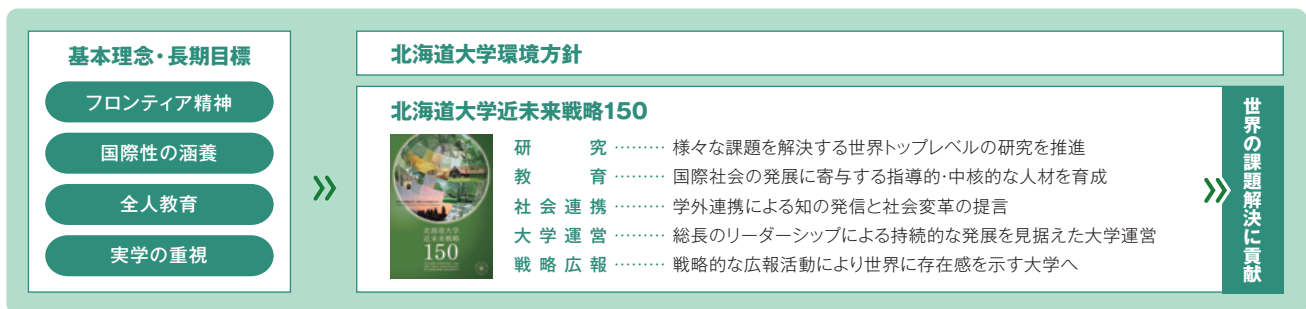 基本理念・長期目標
フロンティア精神
国際性の涵養
全人教育
実学の重視
北海道大学環境方針
北海道大学近未来戦略150
北海道大学
近未来戦略
150
研究………様々な課題を解決する世界トップレベルの研究を推進
教育………国際社会の発展に寄与する指導的・中核的な人材を育成
社会連携………学外連携による知の発信と社会変革の提言
大学運営………総長のリーダーシップによる持続的な発展を見据えた大学運営
戦略広報………戦略的な広報活動により世界に存在感を示す大学へ
世界の課題解決に貢献